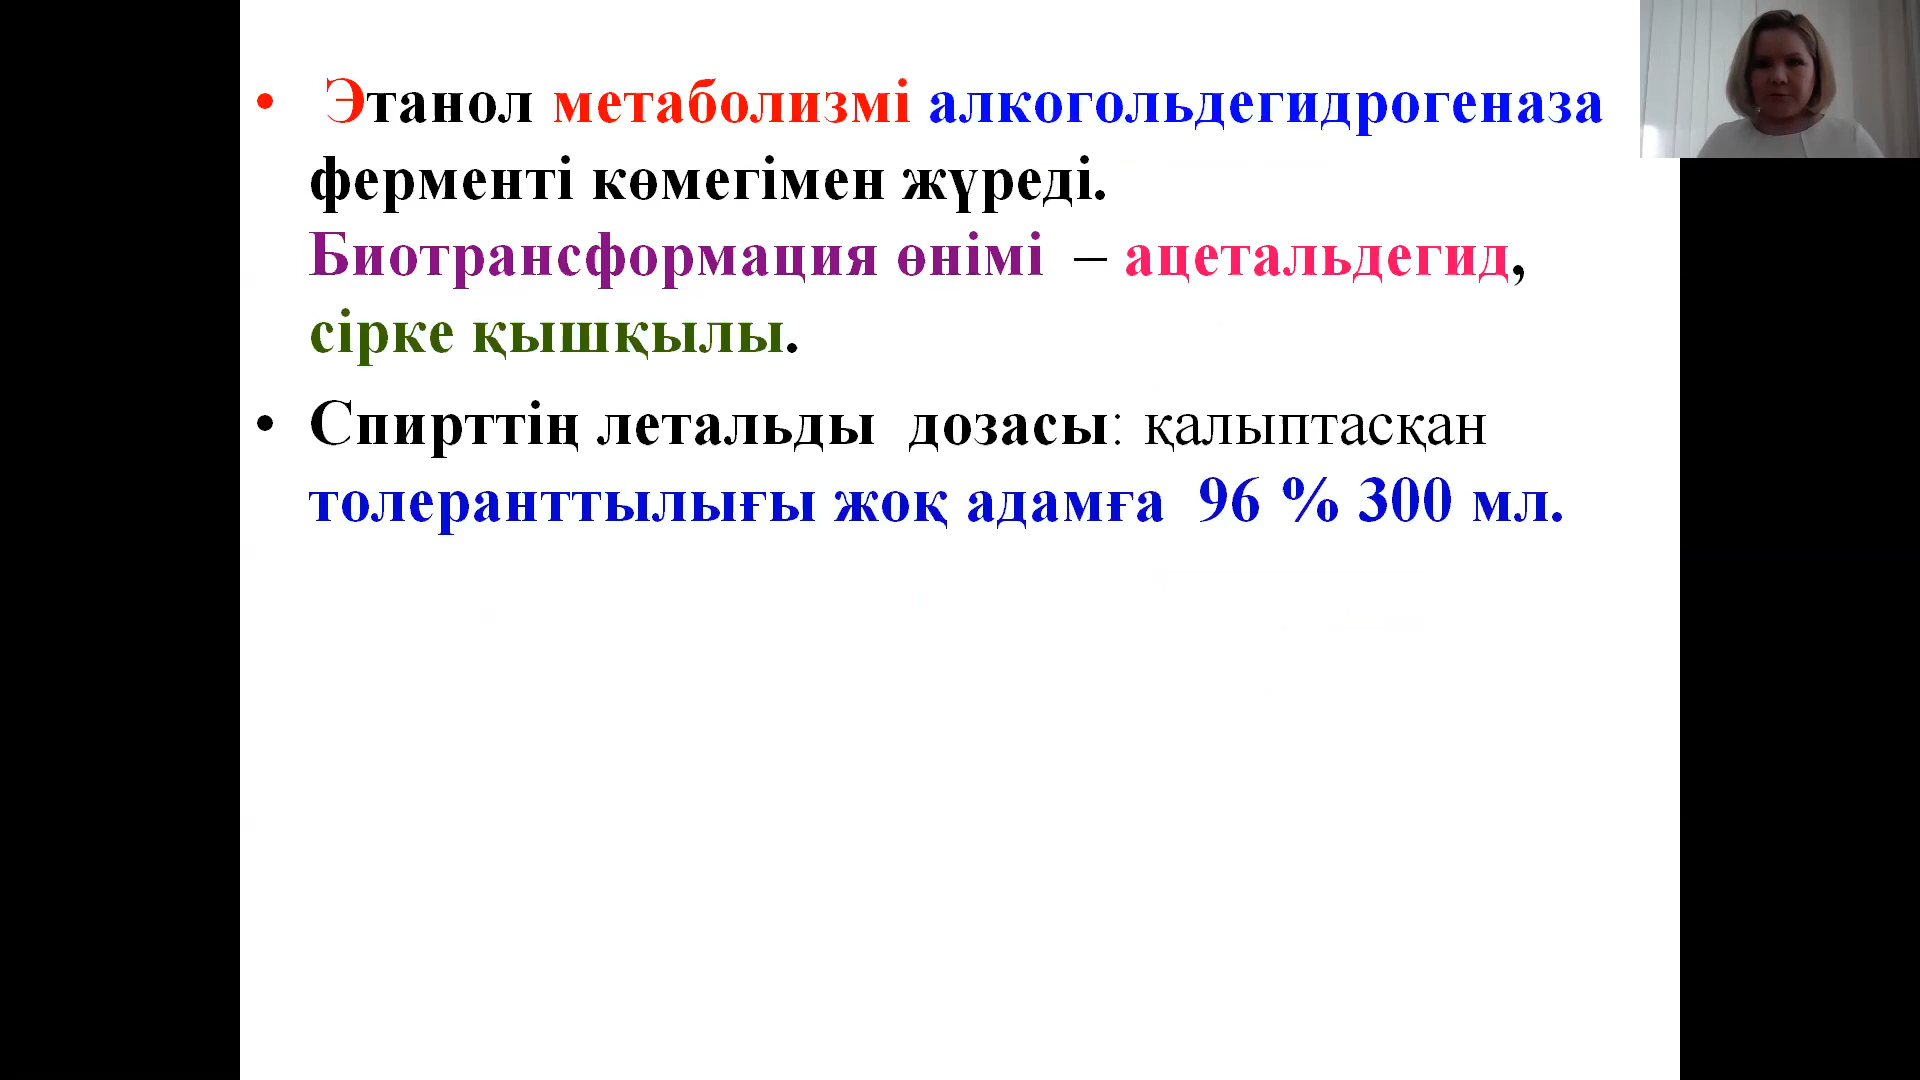 • Этанол метаболизмі алкогольдегидрогеназа
ферменті көмегімен жүреді.
Биотрансформация өнімі – ацетальдегид,
сірке қышқылы.
• Спирттің летальды дозасы: қалыптасқан
толеранттылығы жоқ адамға 96 % 300 мл.